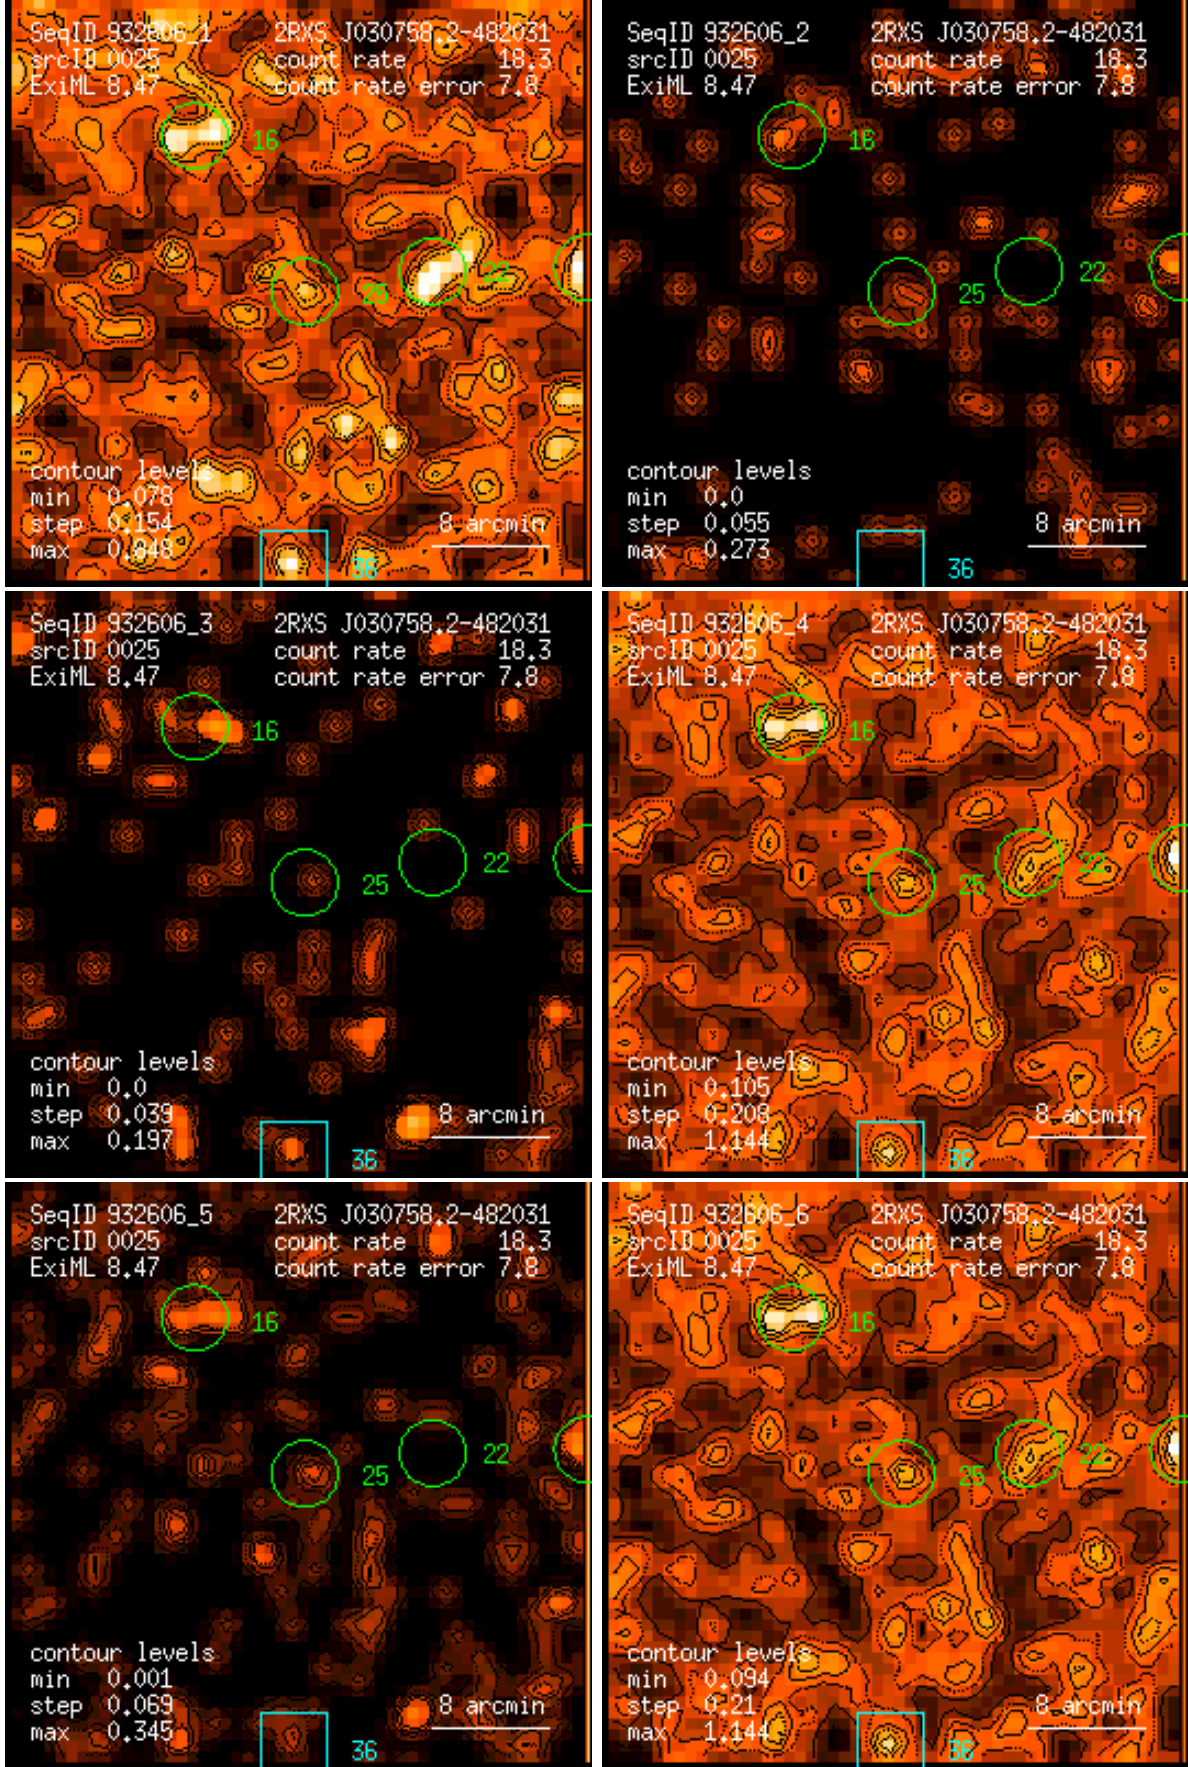 SeqID 932606_1 2RXS J030758.2-482031
srcID 0025 count rate 18.3
ExiML 8.47 count rate error 7.8
16
22
25
contour levels
min 0.078
step 0.154
max 0.848
8 arcmin
36
SeqID 932606_2 2RXS J030758.2-482031
srcID 0025 count rate 18.3
ExiML 8.47 count rate error 7.8
16
22
25
contour levels
min 0.0
step 0.055
max 0.273
8 arcmin
36
SeqID 932606_3 2RXS J030758.2-482031
srcID 0025 count rate 18.3
ExiML 8.47 count rate error 7.8
16
22
25
contour levels
min 0.0
step 0.039
max 0.197
8 arcmin
36
SeqID 932606_4 2RXS J030758.2-482031
srcID 0025 count rate 18.3
ExiML 8.47 count rate error 7.8
16
22
25
contour levels
min 0.105
step 0.208
max 1.144
8 arcmin
36
SeqID 932606_5 2RXS J030758.2-482031
srcID 0025 count rate 18.3
ExiML 8.47 count rate error 7.8
16
22
25
contour levels
min 0.001
step 0.069
max 0.345
8 arcmin
36
SeqID 932606_6 2RXS J030758.2-482031
srcID 0025 count rate 18.3
ExiML 8.47 count rate error 7.8
16
22
25
contour levels
min 0.094
step 0.21
max 1.144
8 arcmin
36